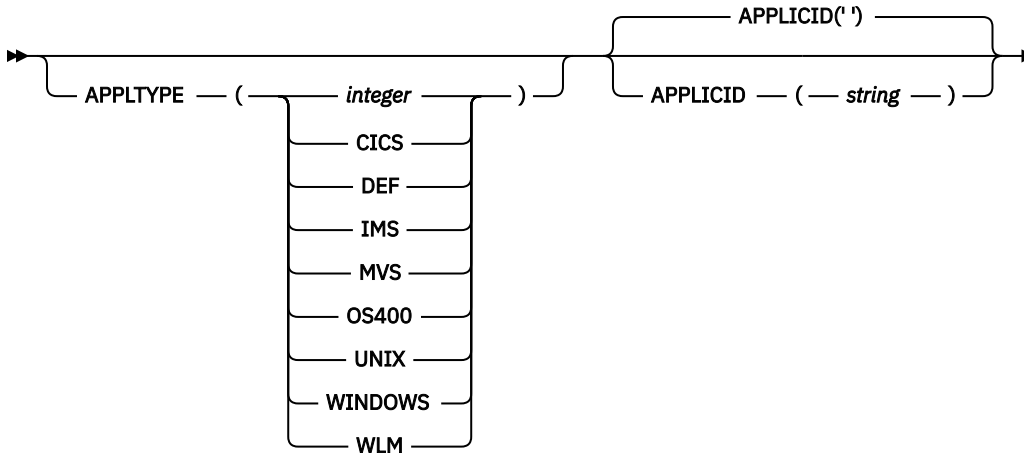 APPLICID(' ')
APPLTYPE ( integer ) APPLICID ( string )
CICS
DEF
IMS
MVS
OS400
UNIX
WINDOWS
WLM